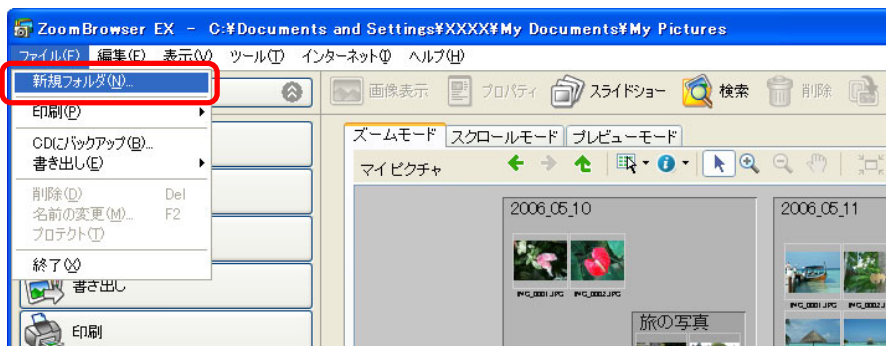 ZoomBrowser EX - C:¥Documents and Settings¥XXXX¥My Documents¥My Pictures
ファイル(F) 編集(E) 表示(V) ツール(T) インターネット(I) ヘルプ(H)
新規フォルダ(N)...
印刷(P)
CDにバックアップ(B)...
書き出し(E)
削除(D) Del
名前の変更(M)... F2
プロテクト(T)
終了(X)
書き出し
印刷
画像表示 プロパティ スライドショー 検索 削除
ズームモード スクロールモード プレビューモード
マイ ピクチャ
2006_05_10 2006_05_11
IMG_0001.JPG IMG_0002.JPG
旅の写真